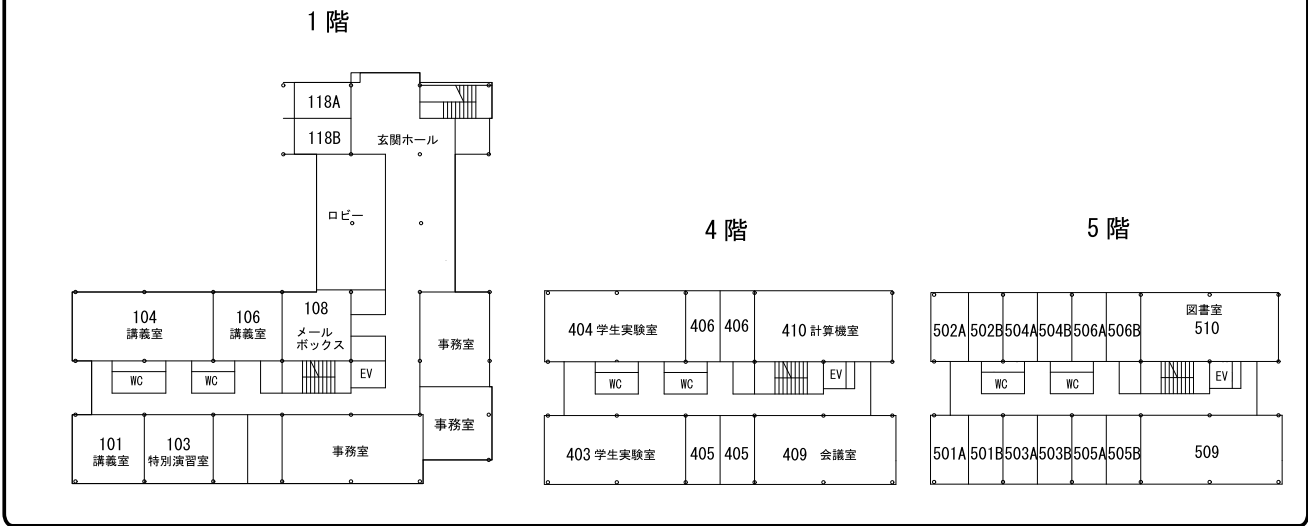 1階
118A
118B
玄関ホール
ロビー
104
講義室
106
講義室
108
メール
ボックス
事務室
WC
WC
EV
事務室
101
講義室
103
特別演習室
事務室
4階
404 学生実験室
406
406
410 計算機室
WC
WC
EV
403 学生実験室
405
405
409 会議室
5階
502A
502B
504A
504B
506A
506B
図書室
510
WC
WC
EV
501A
501B
503A
503B
505A
505B
509